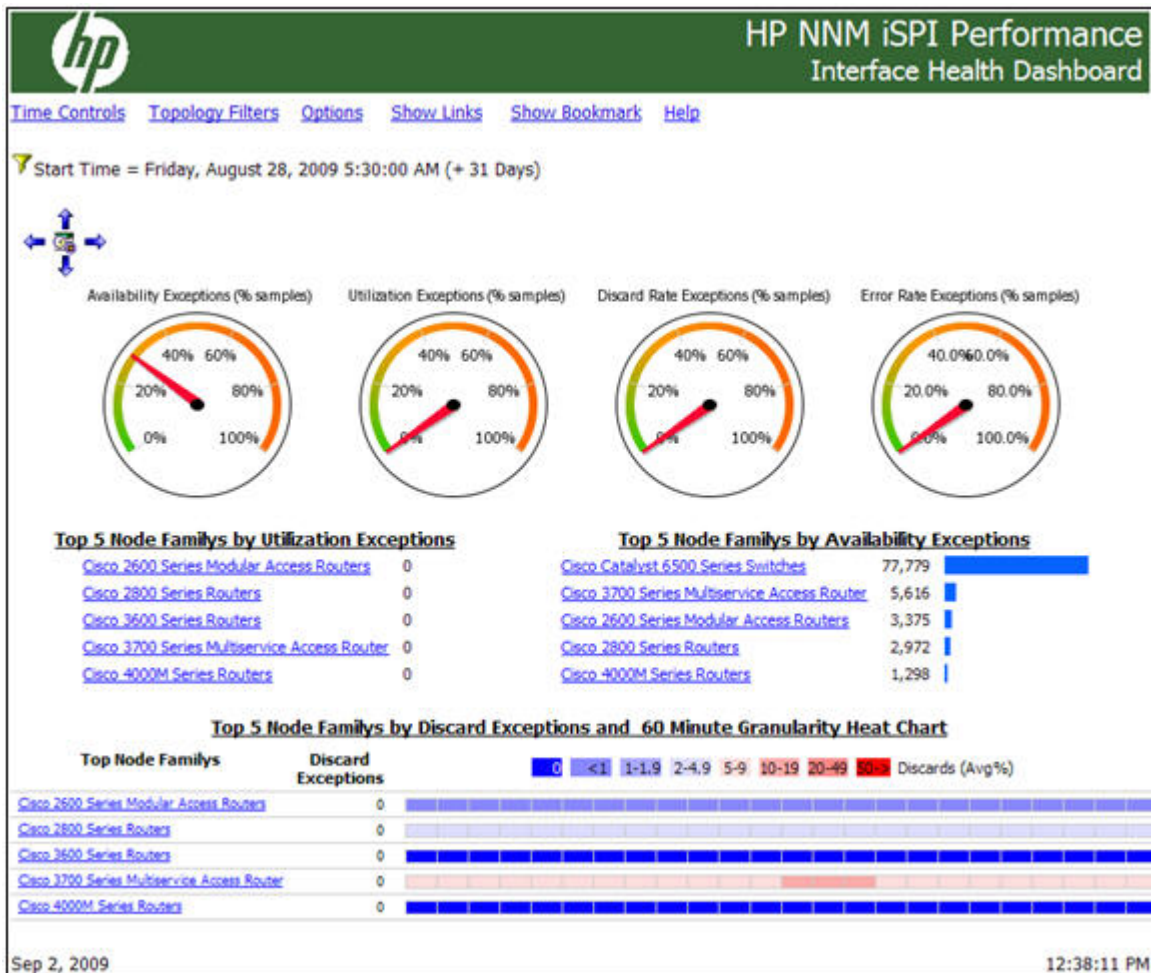 hp
HP NNM iSPI Performance
Interface Health Dashboard
Time Controls Topology Filters Options Show Links Show Bookmark Help
Start Time = Friday, August 28, 2009 5:30:00 AM (+ 31 Days)
Availability Exceptions (% samples) Utilization Exceptions (% samples) Discard Rate Exceptions (% samples) Error Rate Exceptions (% samples)
40% 60% 40% 60% 40% 60% 40.0% 60.0%
20% 80% 20% 80% 20% 80% 20.0% 80.0%
0% 100% 0% 100% 0% 100% 0.0% 100.0%
Top 5 Node Familys by Utilization Exceptions
Cisco 2600 Series Modular Access Routers 0
Cisco 2800 Series Routers 0
Cisco 3600 Series Routers 0
Cisco 3700 Series Multiservice Access Router 0
Cisco 4000M Series Routers 0
Top 5 Node Familys by Availability Exceptions
Cisco Catalyst 6500 Series Switches 77,779
Cisco 3700 Series Multiservice Access Router 5,616
Cisco 2600 Series Modular Access Routers 3,375
Cisco 2800 Series Routers 2,972
Cisco 4000M Series Routers 1,298
Top 5 Node Familys by Discard Exceptions and 60 Minute Granularity Heat Chart
Top Node Familys Discard Exceptions 0 <1 1-1.9 2-4.9 5-9 10-19 20-49 50-> Discards (Avg%)
Cisco 2600 Series Modular Access Routers 0
Cisco 2800 Series Routers 0
Cisco 3600 Series Routers 0
Cisco 3700 Series Multiservice Access Router 0
Cisco 4000M Series Routers 0
Sep 2, 2009 12:38:11 PM